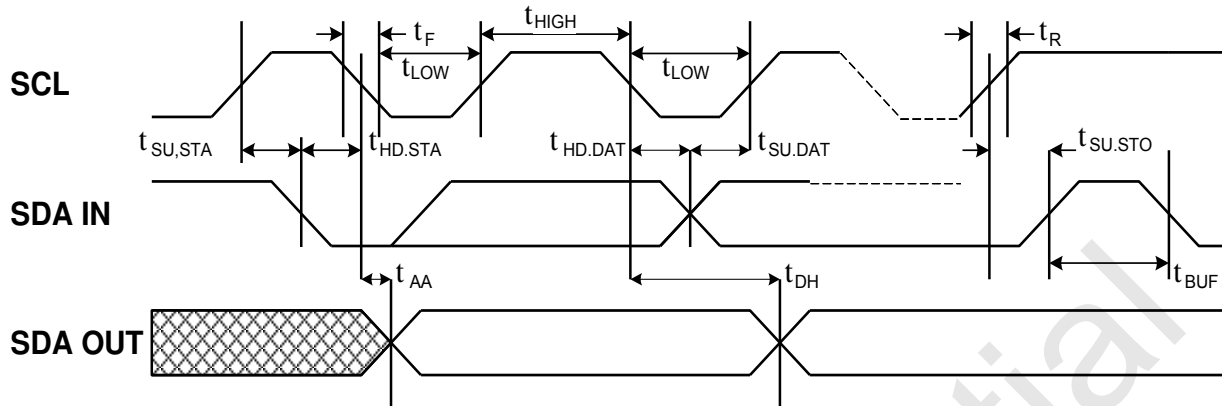 tF
tHIGH
tR
tLOW
tLOW
SCL
tSU,STA
tHD.STA
tHD.DAT
tSU.DAT
tSU.STO
SDA IN
tAA
tDH
tBUF
SDA OUT